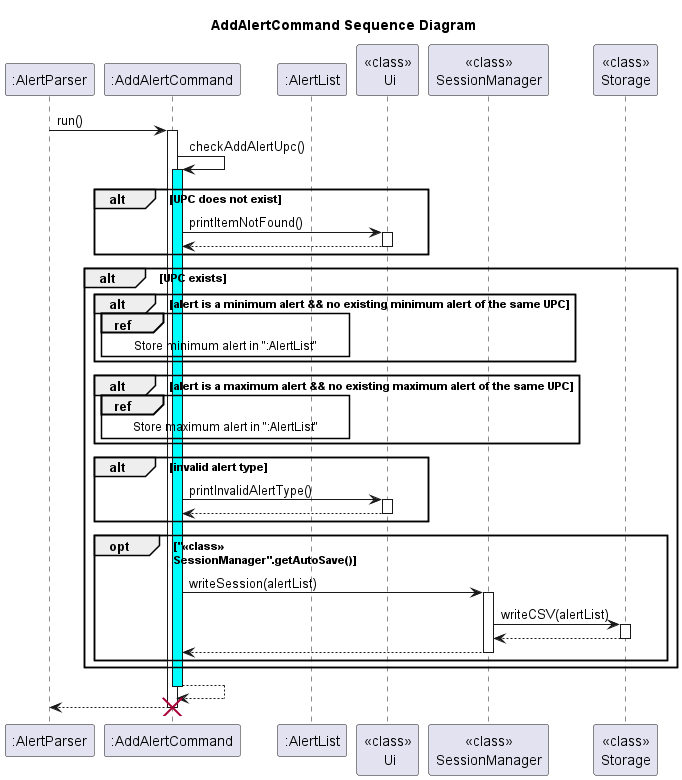 AddAlertCommand Sequence Diagram
:AlertParser
:AddAlertCommand
:AlertList
«class»
Ui
«class»
SessionManager
«class»
Storage
run()
checkAddAlertUpc()
alt
[UPC does not exist]
printItemNotFound()
alt
[UPC exists]
alt
[alert is a minimum alert && no existing minimum alert of the same UPC]
ref
Store minimum alert in ":AlertList"
alt
[alert is a maximum alert && no existing maximum alert of the same UPC]
ref
Store maximum alert in ":AlertList"
alt
[invalid alert type]
printInvalidAlertType()
opt
["«class»
SessionManager".getAutoSave()]
writeSession(alertList)
writeCSV(alertList)
:AlertParser
:AddAlertCommand
:AlertList
«class»
Ui
«class»
SessionManager
«class»
Storage